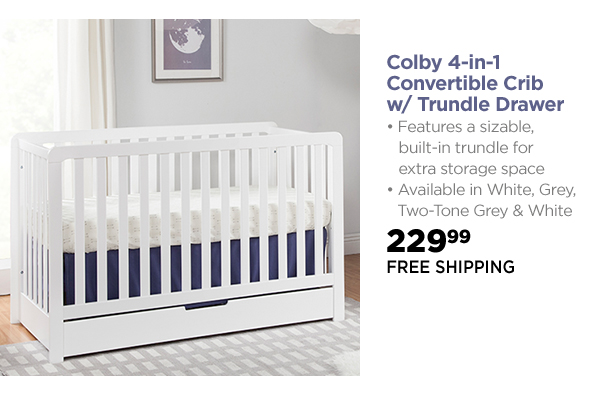 Colby 4-in-1
Convertible Crib
w/ Trundle Drawer
• Features a sizable,
built-in trundle for
extra storage space
• Available in White, Grey,
Two-Tone Grey & White
229⁹⁹
FREE SHIPPING